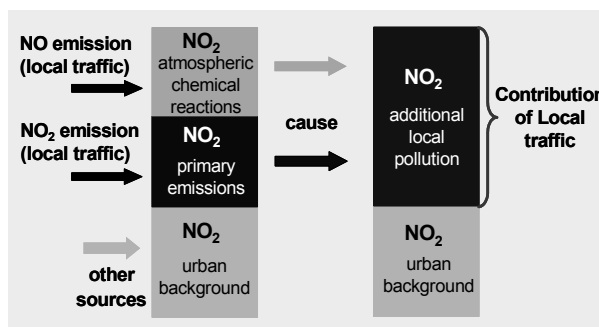 NO emission
(local traffic)
NO₂
atmospheric
chemical
reactions
NO₂ emission
(local traffic)
NO₂
primary
emissions
other
sources
NO₂
urban
background
cause
NO₂
additional
local
pollution
NO₂
urban
background
Contribution
of Local
traffic